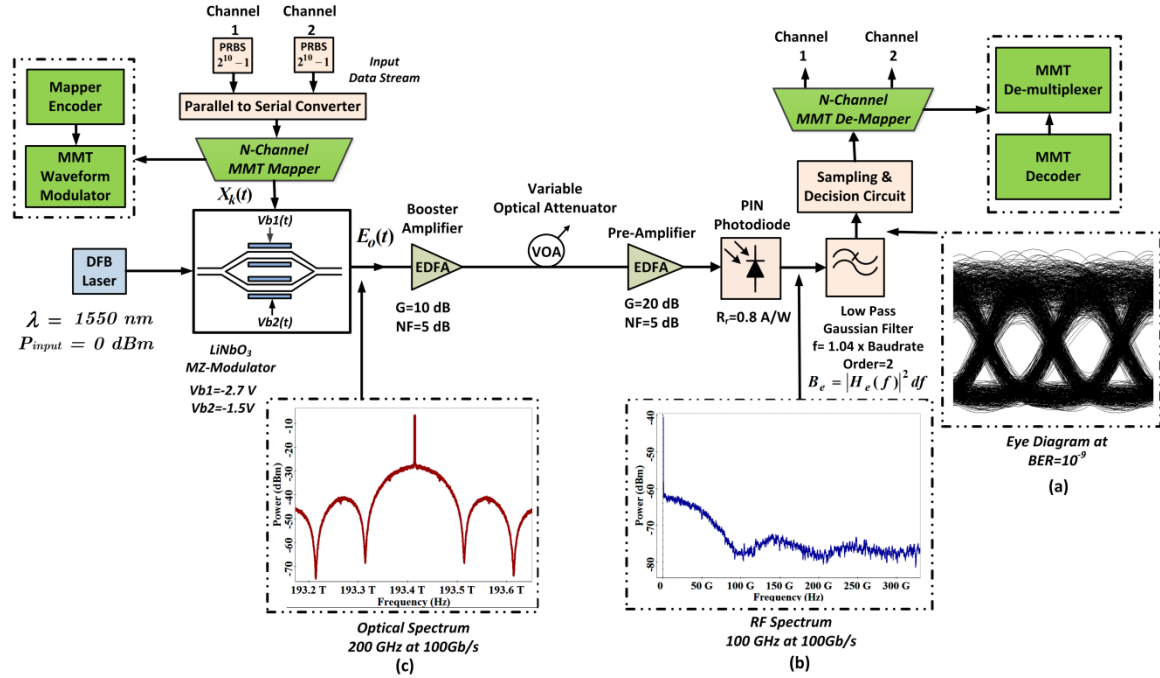 Channel
1
Channel
2
PRBS
2^10 − 1
PRBS
2^10 − 1
Input
Data Stream
Parallel to Serial Converter
N-Channel
MMT Mapper
Mapper
Encoder
MMT
Waveform
Modulator
X_k(t)
Vb1(t)
Vb2(t)
E_o(t)
DFB
Laser
λ = 1550 nm
P_input = 0 dBm
LiNbO₃
MZ-Modulator
Vb1=-2.7 V
Vb2=-1.5V
Booster
Amplifier
EDFA
G=10 dB
NF=5 dB
Variable
Optical Attenuator
VOA
Pre-Amplifier
EDFA
G=20 dB
NF=5 dB
PIN
Photodiode
R_r=0.8 A/W
Low Pass
Gaussian Filter
f= 1.04 x Baudrate
Order=2
B_e = |H_e(f)|² df
Sampling &
Decision Circuit
N-Channel
MMT De-Mapper
Channel
1
Channel
2
MMT
De-multiplexer
MMT
Decoder
Eye Diagram at
BER=10^-9
(a)
Power (dBm)
-10
-30
-40
-50
-60
-70
193.2 T 193.3 T 193.4 T 193.5 T 193.6 T
Frequency (Hz)
Optical Spectrum
200 GHz at 100Gb/s
(c)
Power (dBm)
-40
-50
-60
-70
-80
0 50 G 100 G 150 G 200 G 250 G 300 G
Frequency (Hz)
RF Spectrum
100 GHz at 100Gb/s
(b)